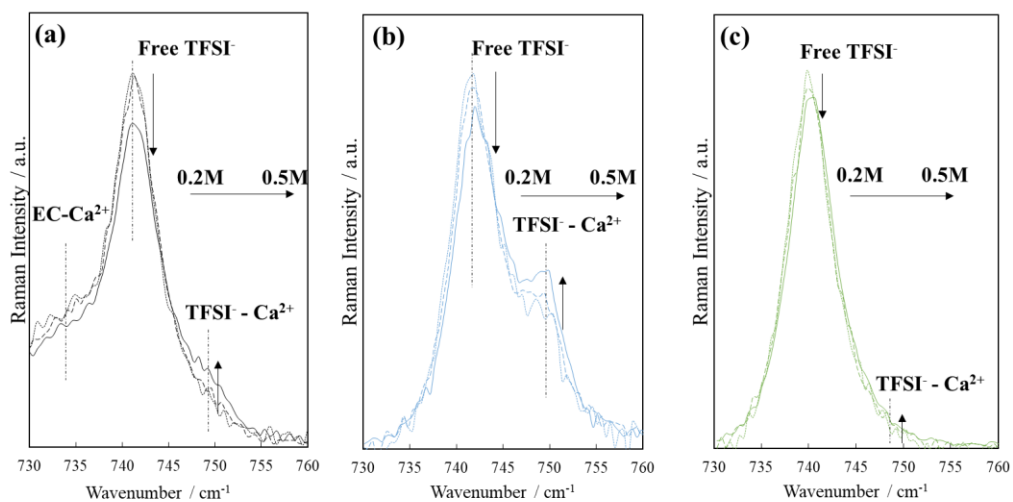 (a)
Free TFSI⁻
0.2M 0.5M
EC-Ca²⁺
TFSI⁻ - Ca²⁺
Raman Intensity / a.u.
730 735 740 745 750 755 760
Wavenumber / cm⁻¹
(b)
Free TFSI⁻
0.2M 0.5M
TFSI⁻ - Ca²⁺
Raman Intensity / a.u.
730 735 740 745 750 755 760
Wavenumber / cm⁻¹
(c)
Free TFSI⁻
0.2M 0.5M
TFSI⁻ - Ca²⁺
Raman Intensity / a.u.
730 735 740 745 750 755 760
Wavenumber / cm⁻¹